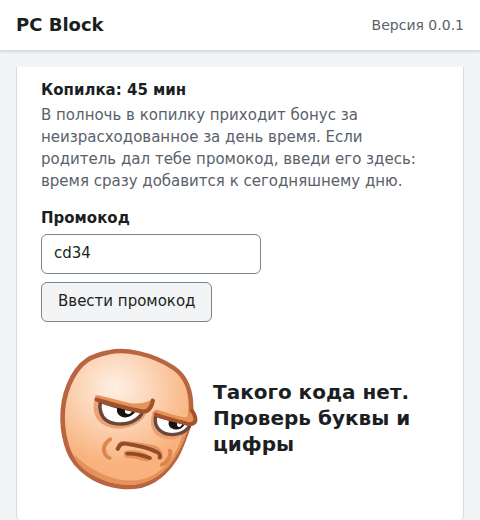 PC Block
Версия 0.0.1
Копилка: 45 мин
В полночь в копилку приходит бонус за
неизрасходованное за день время. Если
родитель дал тебе промокод, введи его здесь:
время сразу добавится к сегодняшнему дню.
Промокод
cd34
Ввести промокод
Такого кода нет.
Проверь буквы и
цифры